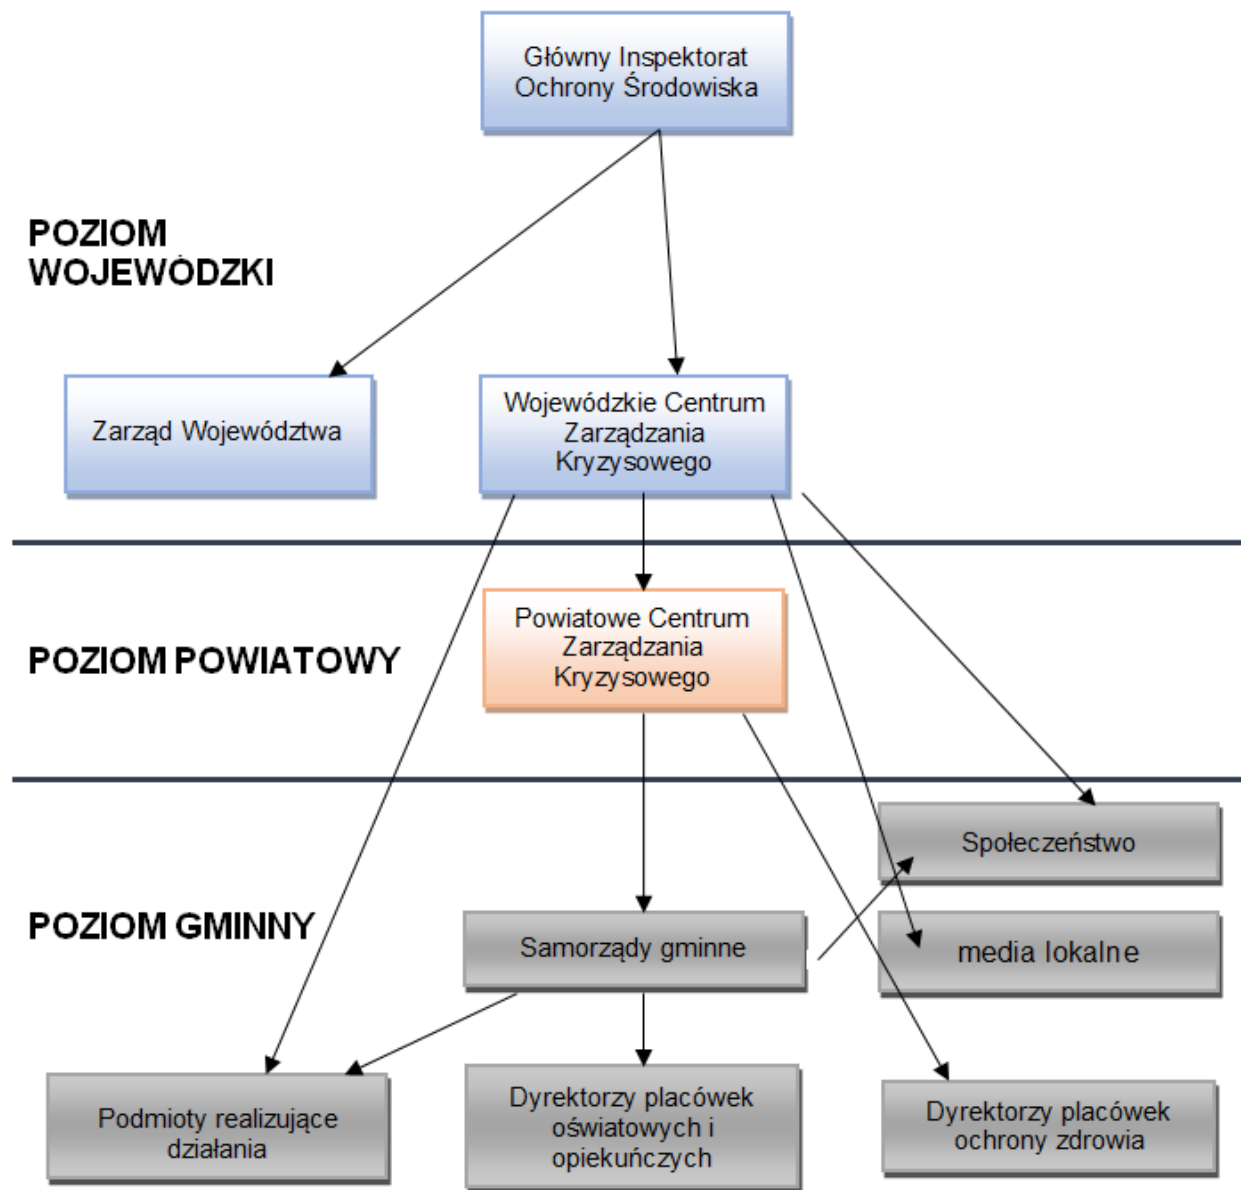 Główny Inspektorat
Ochrony Środowiska
POZIOM
WOJEWÓDZKI
Zarząd Województwa
Wojewódzkie Centrum
Zarządzania
Kryzysowego
POZIOM POWIATOWY
Powiatowe Centrum
Zarządzania
Kryzysowego
Społeczeństwo
POZIOM GMINNY
Samorządy gminne
media lokalne
Podmioty realizujące
działania
Dyrektorzy placówek
oświatowych i
opiekuńczych
Dyrektorzy placówek
ochrony zdrowia